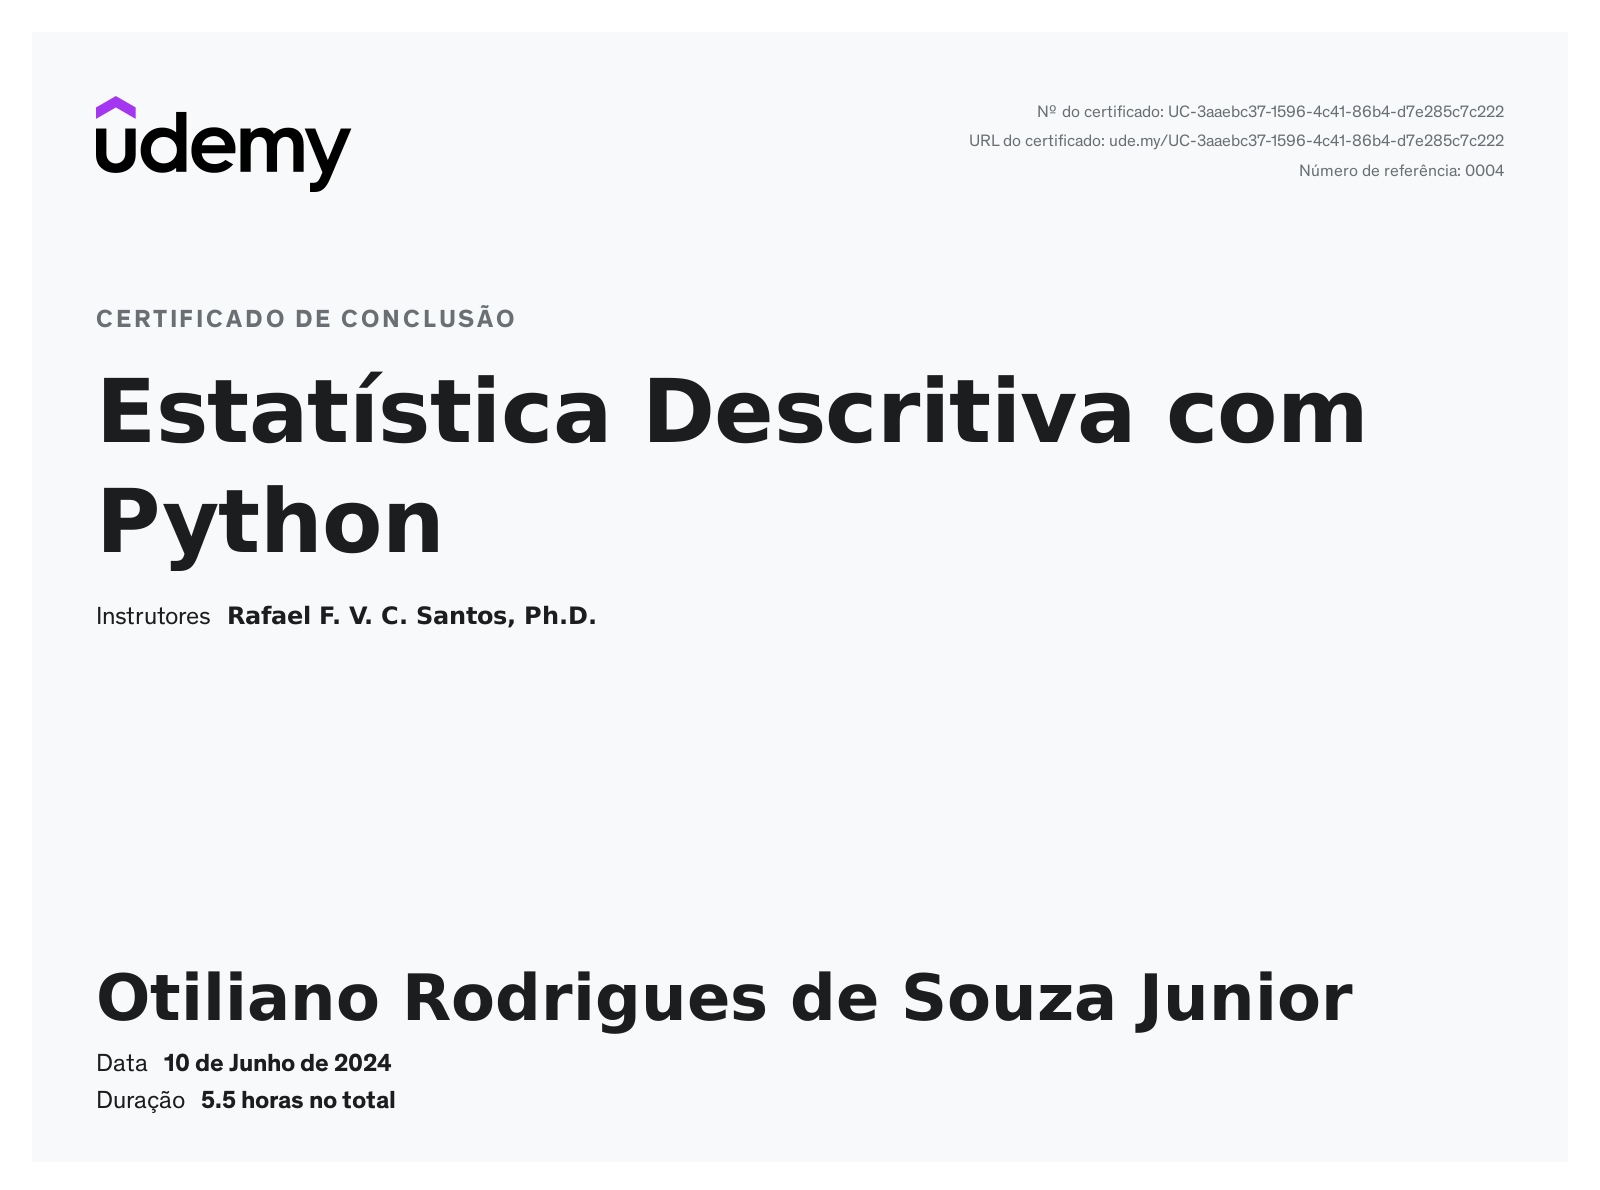 udemy
Nº do certificado: UC-3aaebc37-1596-4c41-86b4-d7e285c7c222
URL do certificado: ude.my/UC-3aaebc37-1596-4c41-86b4-d7e285c7c222
Número de referência: 0004
CERTIFICADO DE CONCLUSÃO
Estatística Descritiva com
Python
Instrutores Rafael F. V. C. Santos, Ph.D.
Otiliano Rodrigues de Souza Junior
Data 10 de Junho de 2024
Duração 5.5 horas no total